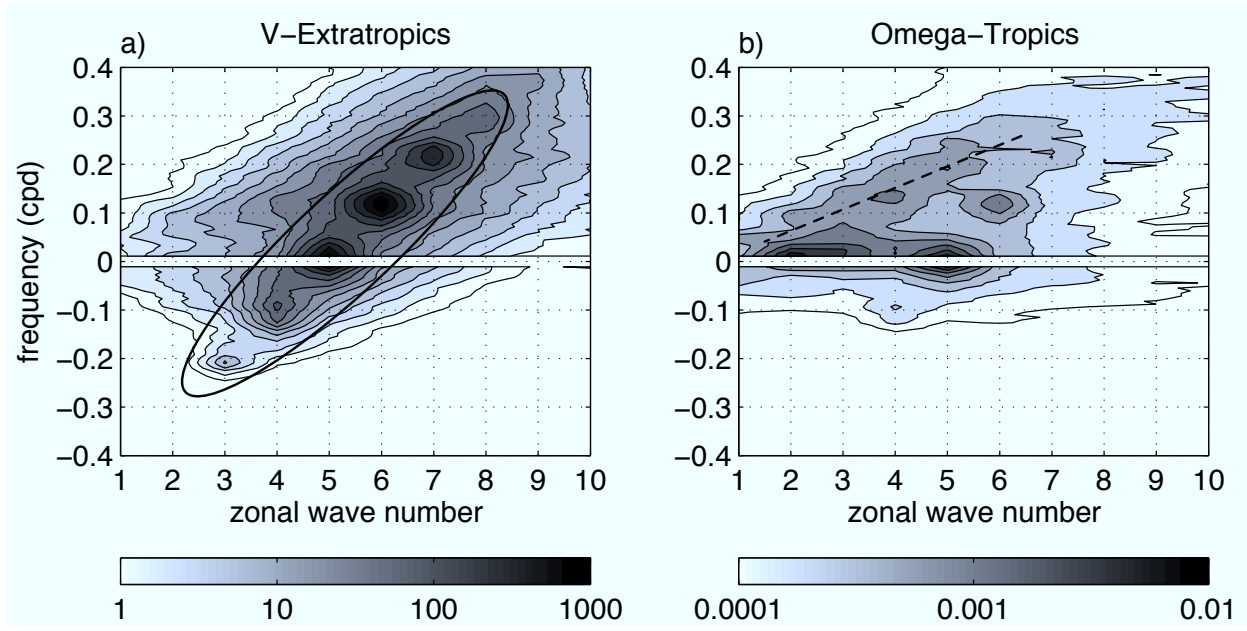 a) V−Extratropics
0.4
0.3
0.2
0.1
0
−0.1
−0.2
−0.3
−0.4
frequency (cpd)
1 2 3 4 5 6 7 8 9 10
zonal wave number
1 10 100 1000
b) Omega−Tropics
0.4
0.3
0.2
0.1
0
−0.1
−0.2
−0.3
−0.4
1 2 3 4 5 6 7 8 9 10
zonal wave number
0.0001 0.001 0.01